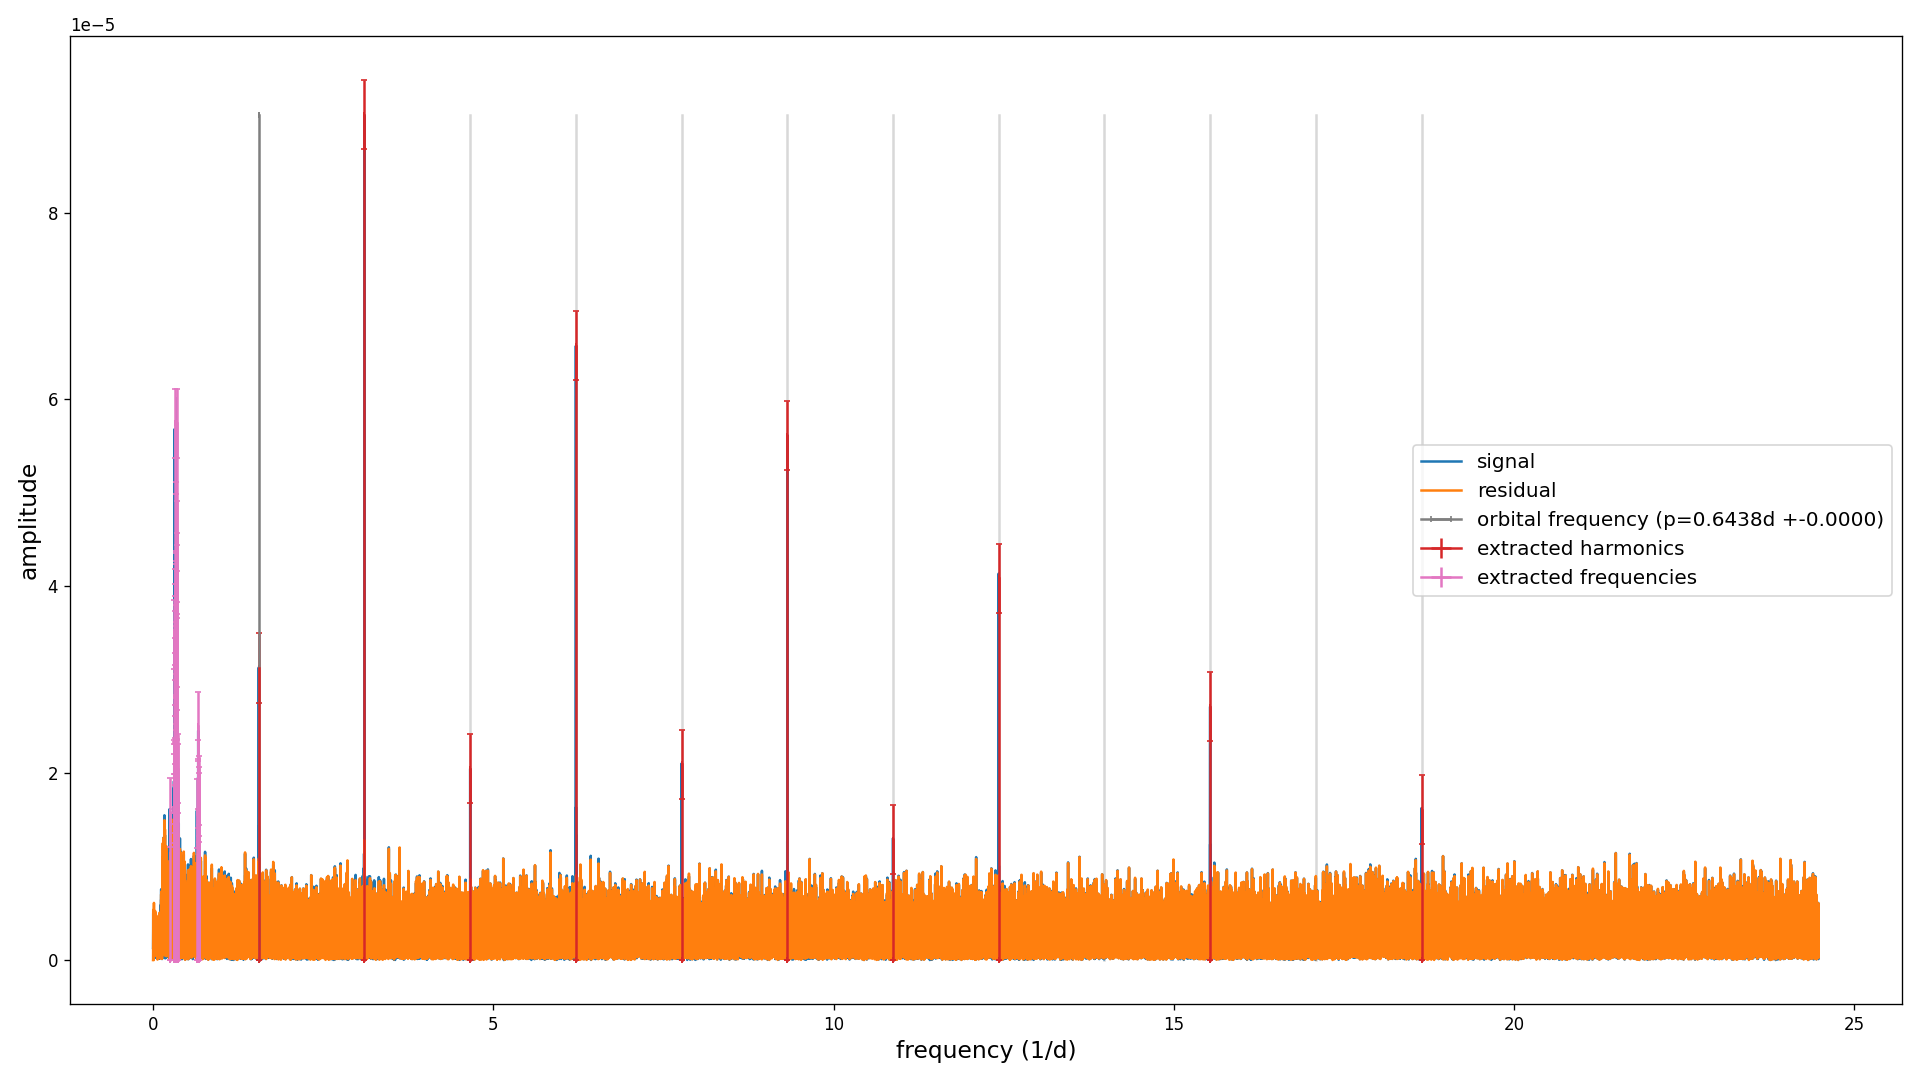 1e−5
8
6
4
2
0
amplitude
signal
residual
orbital frequency (p=0.6438d +-0.0000)
extracted harmonics
extracted frequencies
0 5 10 15 20 25
frequency (1/d)